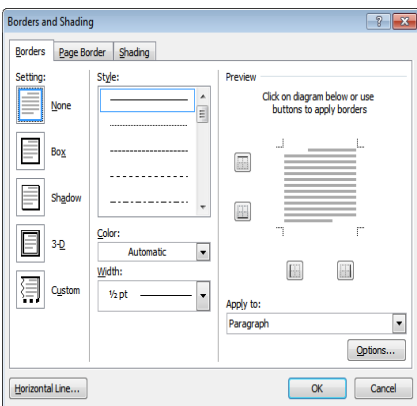 Borders and Shading
Borders Page Border Shading
Setting:
None
Box
Shadow
3-D
Custom
Style:
Color:
Automatic
Width:
½ pt
Preview
Click on diagram below or use
buttons to apply borders
Apply to:
Paragraph
Options...
Horizontal Line...
OK
Cancel